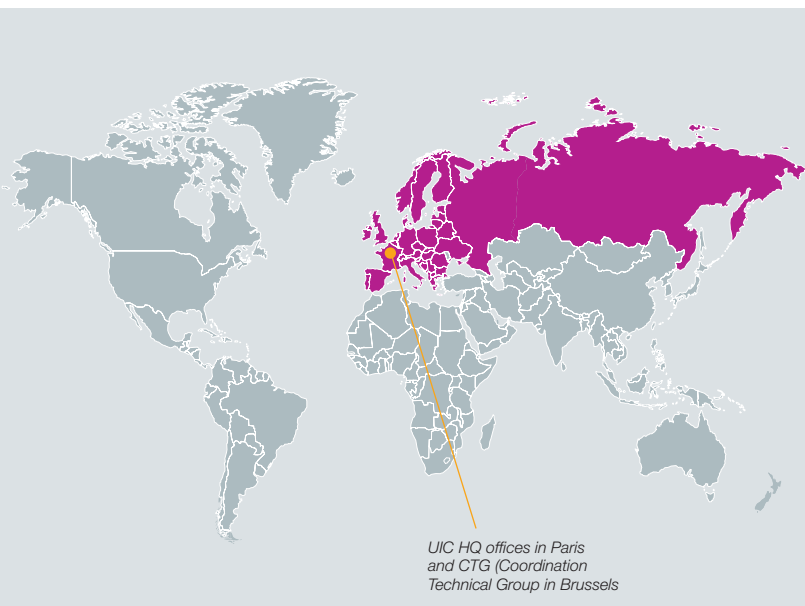 UIC HQ offices in Paris
and CTG (Coordination
Technical Group in Brussels